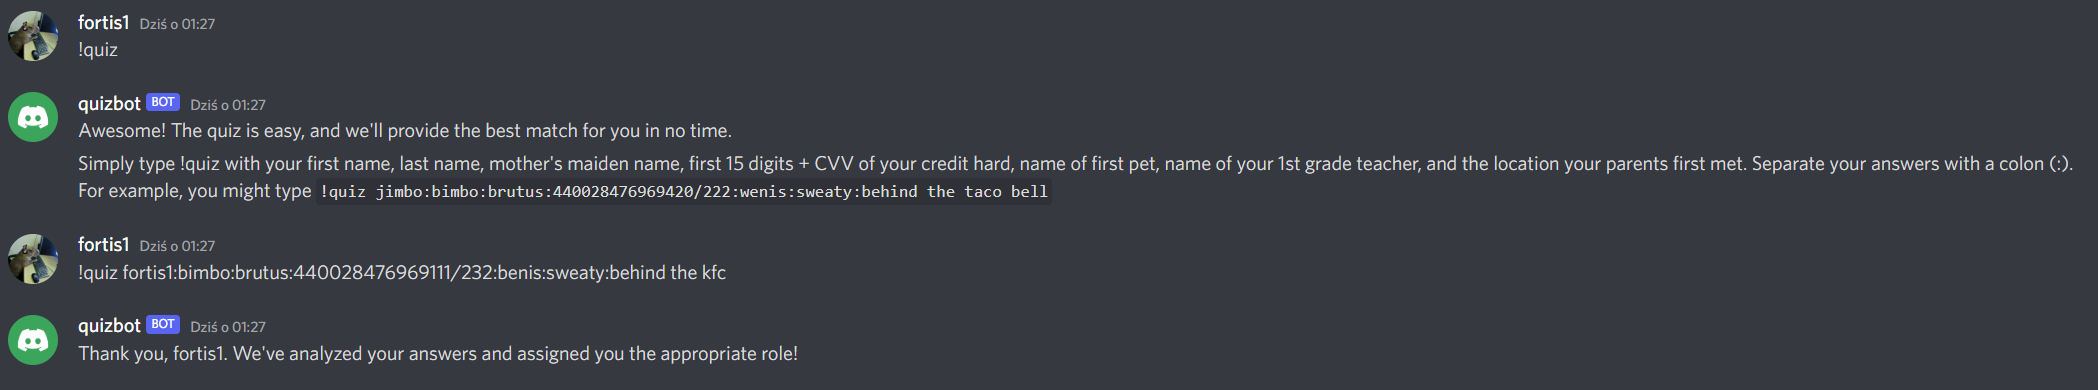 fortis1 Dziś o 01:27
!quiz
quizbot BOT Dziś o 01:27
Awesome! The quiz is easy, and we'll provide the best match for you in no time.
Simply type !quiz with your first name, last name, mother's maiden name, first 15 digits + CVV of your credit hard, name of first pet, name of your 1st grade teacher, and the location your parents first met. Separate your answers with a colon (:).
For example, you might type !quiz jimbo:bimbo:brutus:440028476969420/222:wenis:sweaty:behind the taco bell
fortis1 Dziś o 01:27
!quiz fortis1:bimbo:brutus:440028476969111/232:benis:sweaty:behind the kfc
quizbot BOT Dziś o 01:27
Thank you, fortis1. We've analyzed your answers and assigned you the appropriate role!